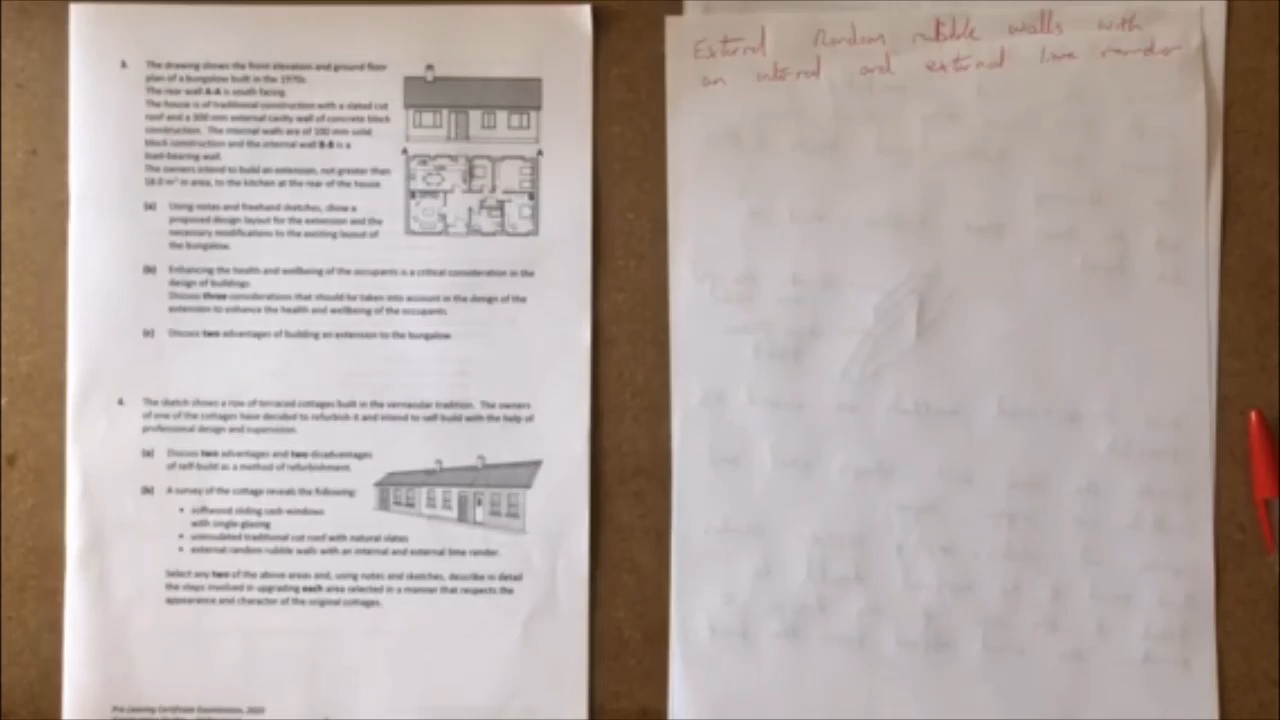 3. The drawing shows the front elevation and ground floor
plan of a bungalow built in the 1970s.
The rear wall A-A is south facing.
The house is of traditional construction with a slated cut
roof and a 300 mm external cavity wall of concrete block
construction. The internal walls are of 100 mm solid
block construction and the internal wall B-B is a
load-bearing wall.
The owners intend to build an extension, not greater than
18.0 m² in area, to the kitchen at the rear of the house
A A
(a) Using notes and freehand sketches, show a
proposed design layout for the extension and the
necessary modifications to the existing layout of
the bungalow.
(b) Enhancing the health and wellbeing of the occupants is a critical consideration in the
design of buildings.
Discuss three considerations that should be taken into account in the design of the
extension to enhance the health and wellbeing of the occupants.
(c) Discuss two advantages of building an extension to the bungalow
4. The sketch shows a row of terraced cottages built in the vernacular tradition. The owners
of one of the cottages have decided to refurbish it and intend to self build with the help of
professional design and supervision.
(a) Discuss two advantages and two disadvantages
of self-build as a method of refurbishment.
(b) A survey of the cottage reveals the following:
• softwood sliding sash windows
with single glazing
• uninsulated traditional cut roof with natural slates
• external random rubble walls with an internal and external lime render.
Select any two of the above areas and, using notes and sketches, describe in detail
the steps involved in upgrading each area selected in a manner that respects the
appearance and character of the original cottages.
Pre Leaving Certificate Examination, 2022
External Random rubble walls with
an internal and external lime render